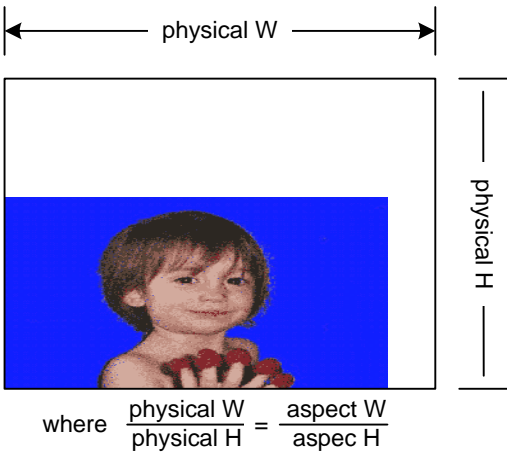 physical W
physical H
where physical W / physical H = aspect W / aspec H